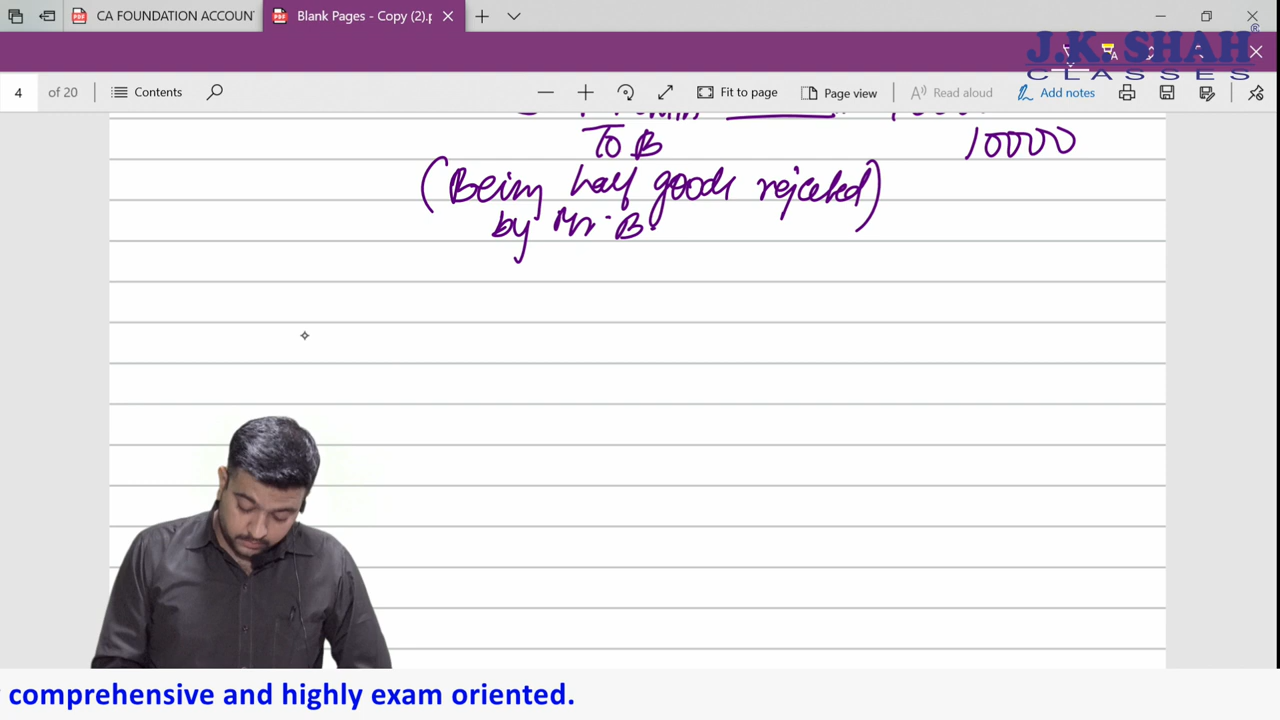 CA FOUNDATION ACCOUN
Blank Pages - Copy (2).p
J.K. SHAH®
CLASSES
4 of 20
Contents
Fit to page
Page view
Read aloud
Add notes
To B 10000
(Being half goods rejected)
by Mr. B.
comprehensive and highly exam oriented.